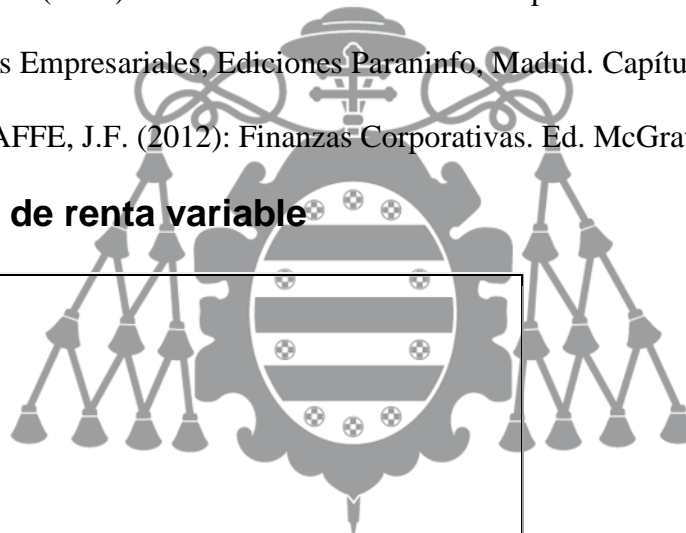 s Empresariales, Ediciones Paraninfo, Madrid. Capítu
AFFE, J.F. (2012): Finanzas Corporativas. Ed. McGra
de renta variable